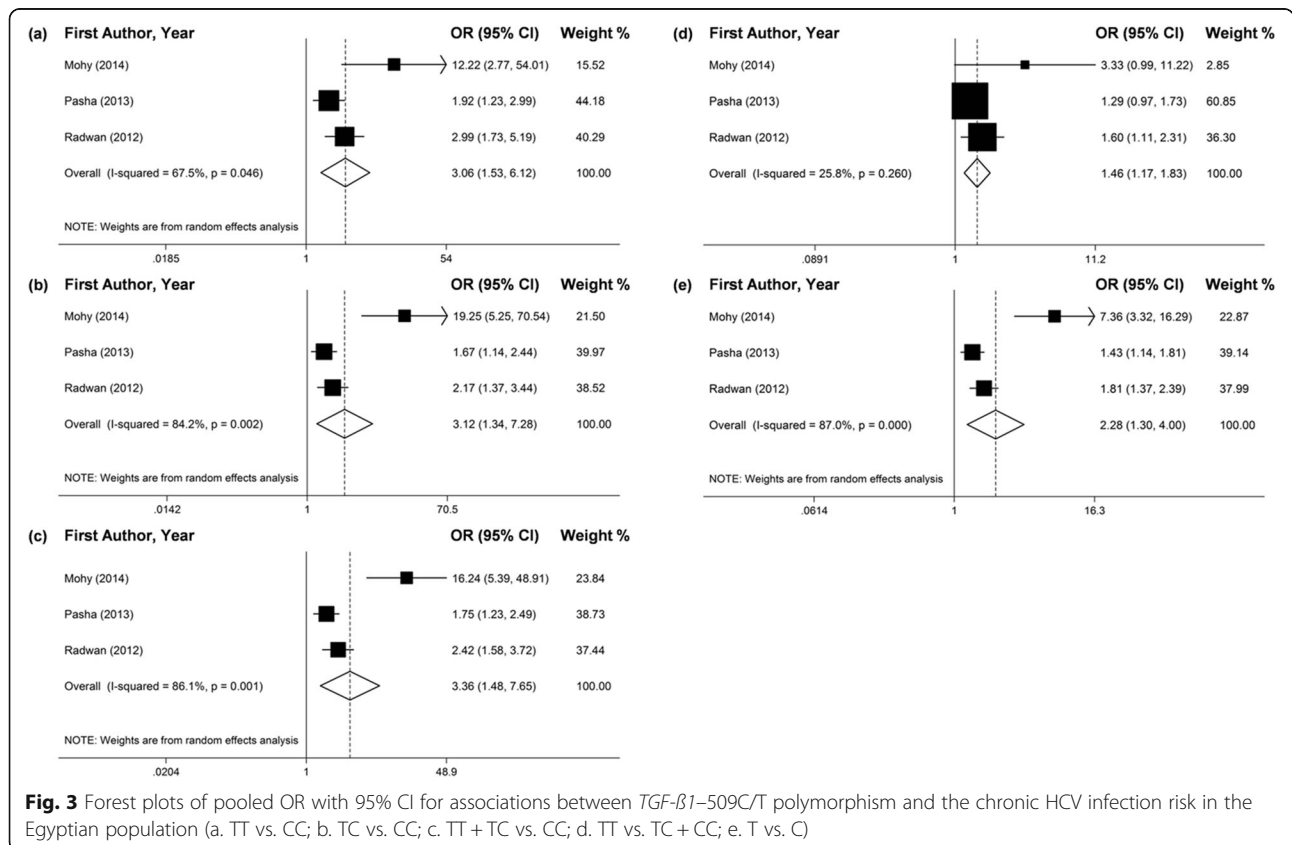 (a) First Author, Year OR (95% CI) Weight %
Mohy (2014) 12.22 (2.77, 54.01) 15.52
Pasha (2013) 1.92 (1.23, 2.99) 44.18
Radwan (2012) 2.99 (1.73, 5.19) 40.29
Overall (I-squared = 67.5%, p = 0.046) 3.06 (1.53, 6.12) 100.00
NOTE: Weights are from random effects analysis
.0185 1 54
(b) First Author, Year OR (95% CI) Weight %
Mohy (2014) 19.25 (5.25, 70.54) 21.50
Pasha (2013) 1.67 (1.14, 2.44) 39.97
Radwan (2012) 2.17 (1.37, 3.44) 38.52
Overall (I-squared = 84.2%, p = 0.002) 3.12 (1.34, 7.28) 100.00
NOTE: Weights are from random effects analysis
.0142 1 70.5
(c) First Author, Year OR (95% CI) Weight %
Mohy (2014) 16.24 (5.39, 48.91) 23.84
Pasha (2013) 1.75 (1.23, 2.49) 38.73
Radwan (2012) 2.42 (1.58, 3.72) 37.44
Overall (I-squared = 86.1%, p = 0.001) 3.36 (1.48, 7.65) 100.00
NOTE: Weights are from random effects analysis
.0204 1 48.9
(d) First Author, Year OR (95% CI) Weight %
Mohy (2014) 3.33 (0.99, 11.22) 2.85
Pasha (2013) 1.29 (0.97, 1.73) 60.85
Radwan (2012) 1.60 (1.11, 2.31) 36.30
Overall (I-squared = 25.8%, p = 0.260) 1.46 (1.17, 1.83) 100.00
NOTE: Weights are from random effects analysis
.0891 1 11.2
(e) First Author, Year OR (95% CI) Weight %
Mohy (2014) 7.36 (3.32, 16.29) 22.87
Pasha (2013) 1.43 (1.14, 1.81) 39.14
Radwan (2012) 1.81 (1.37, 2.39) 37.99
Overall (I-squared = 87.0%, p = 0.000) 2.28 (1.30, 4.00) 100.00
NOTE: Weights are from random effects analysis
.0614 1 16.3
Fig. 3 Forest plots of pooled OR with 95% CI for associations between TGF-ß1–509C/T polymorphism and the chronic HCV infection risk in the
Egyptian population (a. TT vs. CC; b. TC vs. CC; c. TT + TC vs. CC; d. TT vs. TC + CC; e. T vs. C)